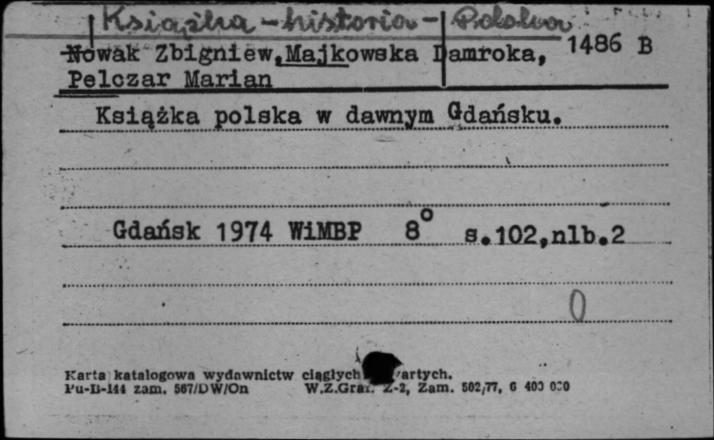 Książka - historia - Polska
Nowak Zbigniew, Majkowska Damroka, 1486 B
Pelczar Marian
Książka polska w dawnym Gdańsku.
Gdańsk 1974 WiMBP 8° s.102,nlb.2
0
Karta katalogowa wydawnictw ciągłych artych.
Pu-B-144 zam. 567/DW/On W.Z.Graf. Z-2, Zam. 502/77, 6 400 000